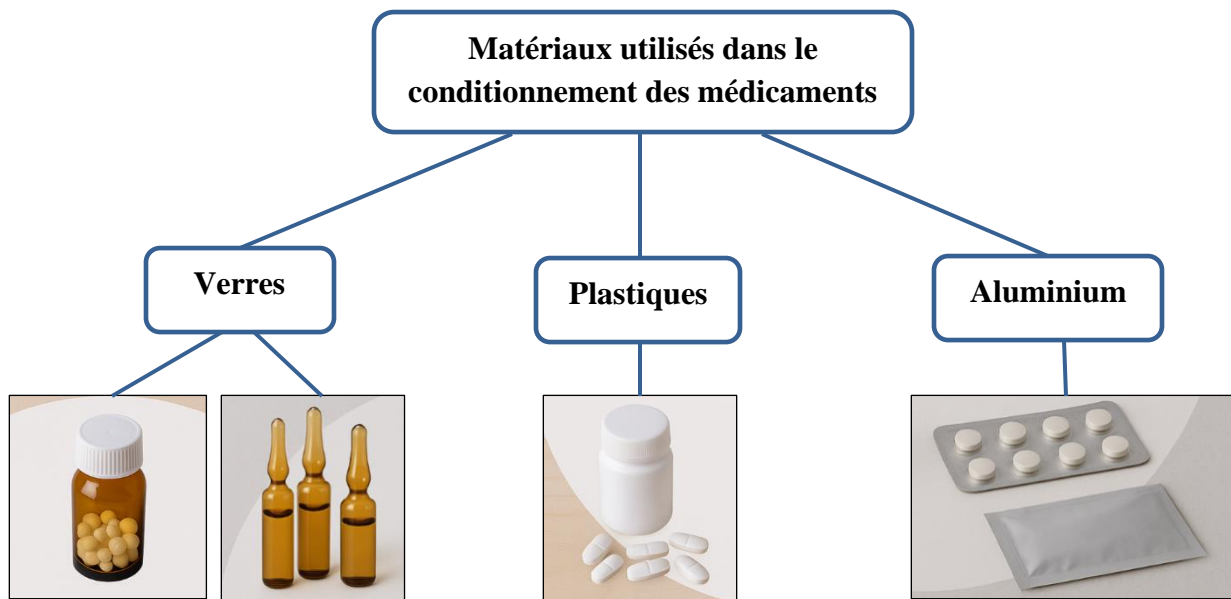 Matériaux utilisés dans le
conditionnement des médicaments
Verres
Plastiques
Aluminium